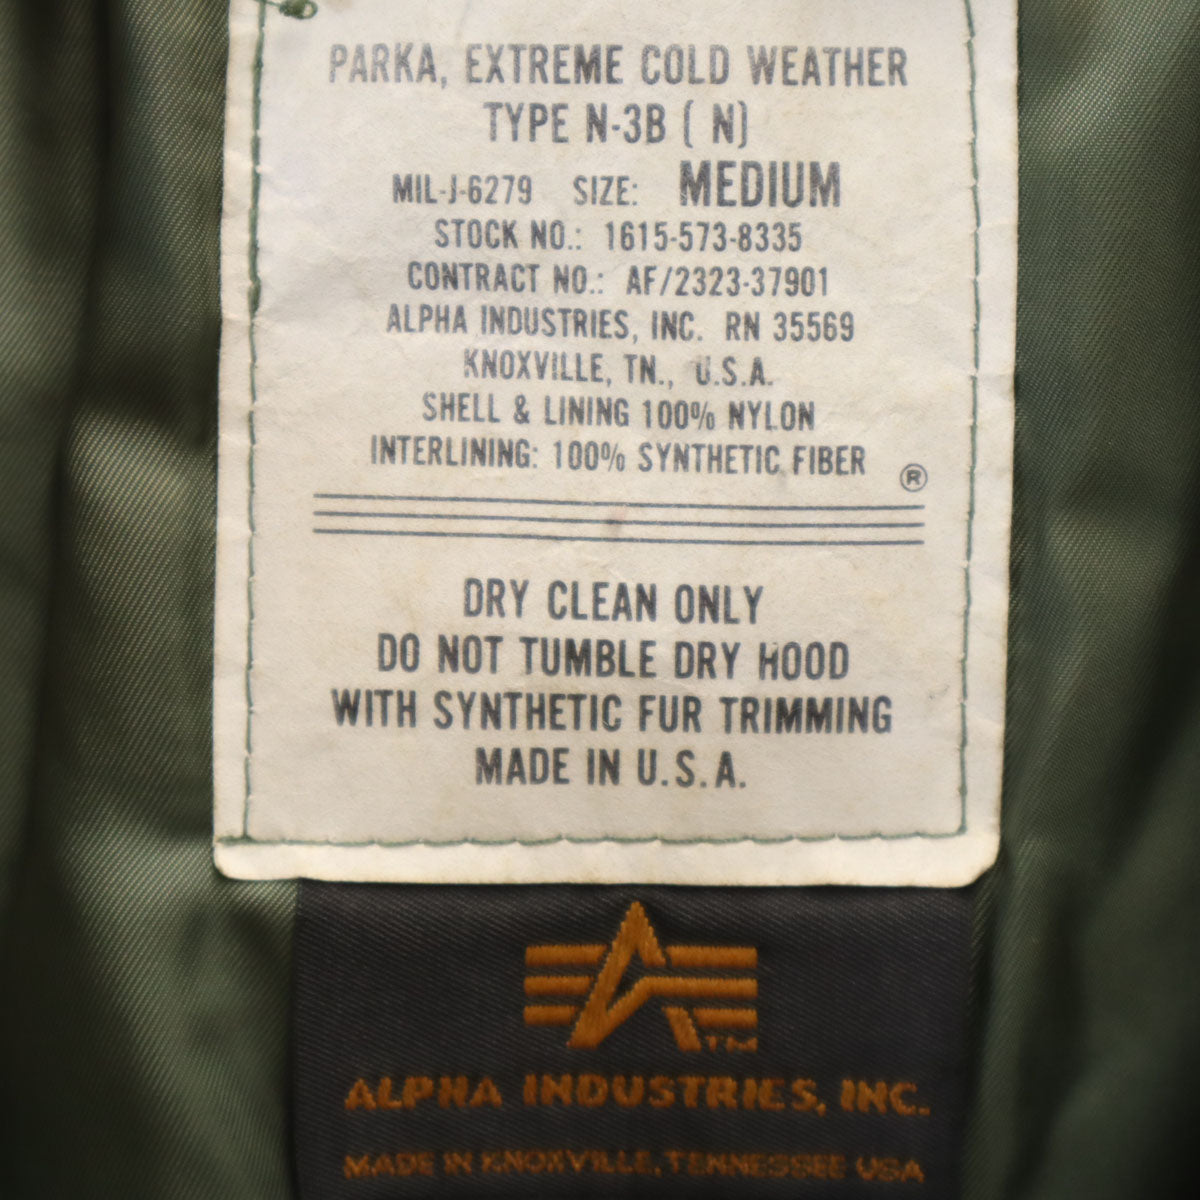 PARKA, EXTREME COLD WEATHER
TYPE N-3B ( N)
MIL-J-6279 SIZE: MEDIUM
STOCK NO.: 1615-573-8335
CONTRACT NO.: AF/2323-37901
ALPHA INDUSTRIES, INC. RN 35569
KNOXVILLE, TN., U.S.A.
SHELL & LINING 100% NYLON
INTERLINING: 100% SYNTHETIC FIBER
®
DRY CLEAN ONLY
DO NOT TUMBLE DRY HOOD
WITH SYNTHETIC FUR TRIMMING
MADE IN U.S.A.
TM
ALPHA INDUSTRIES, INC.
MADE IN KNOXVILLE, TENNESSEE USA